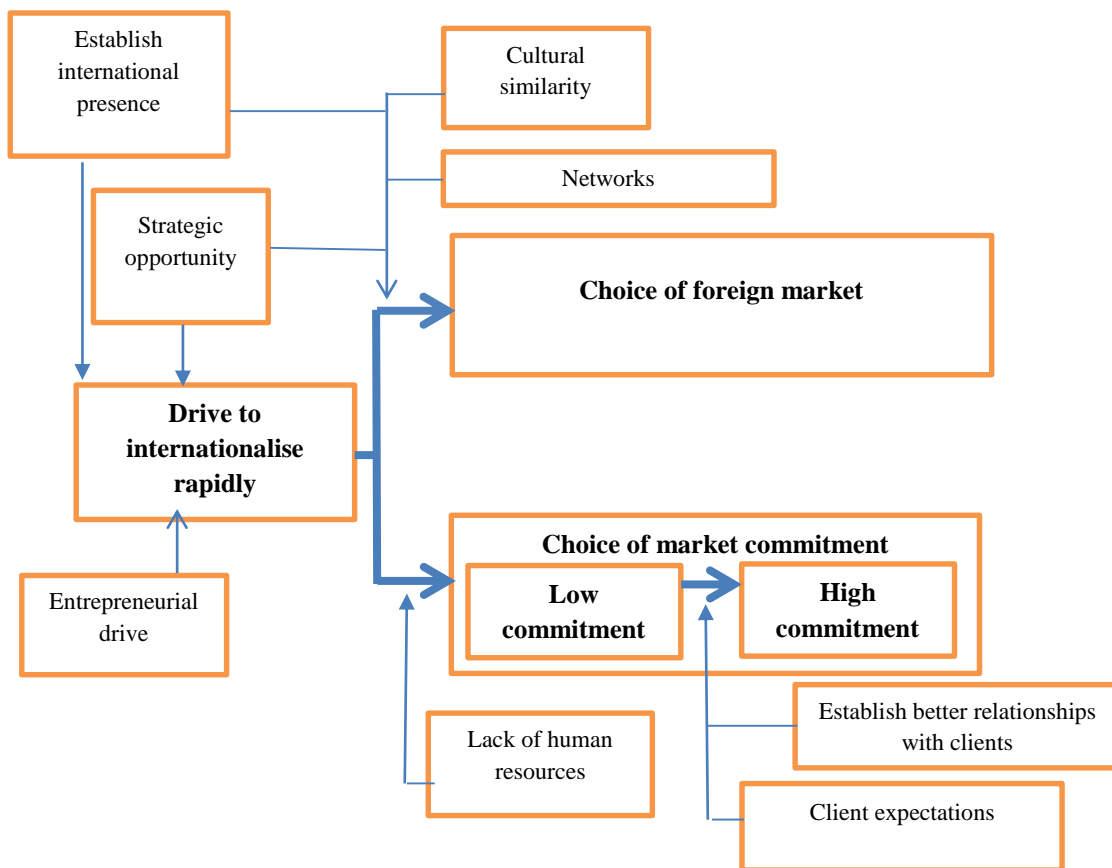 Establish
international
presence
Cultural
similarity
Networks
Strategic
opportunity
Choice of foreign market
Drive to
internationalise
rapidly
Choice of market commitment
Low
commitment
High
commitment
Entrepreneurial
drive
Lack of human
resources
Establish better relationships
with clients
Client expectations